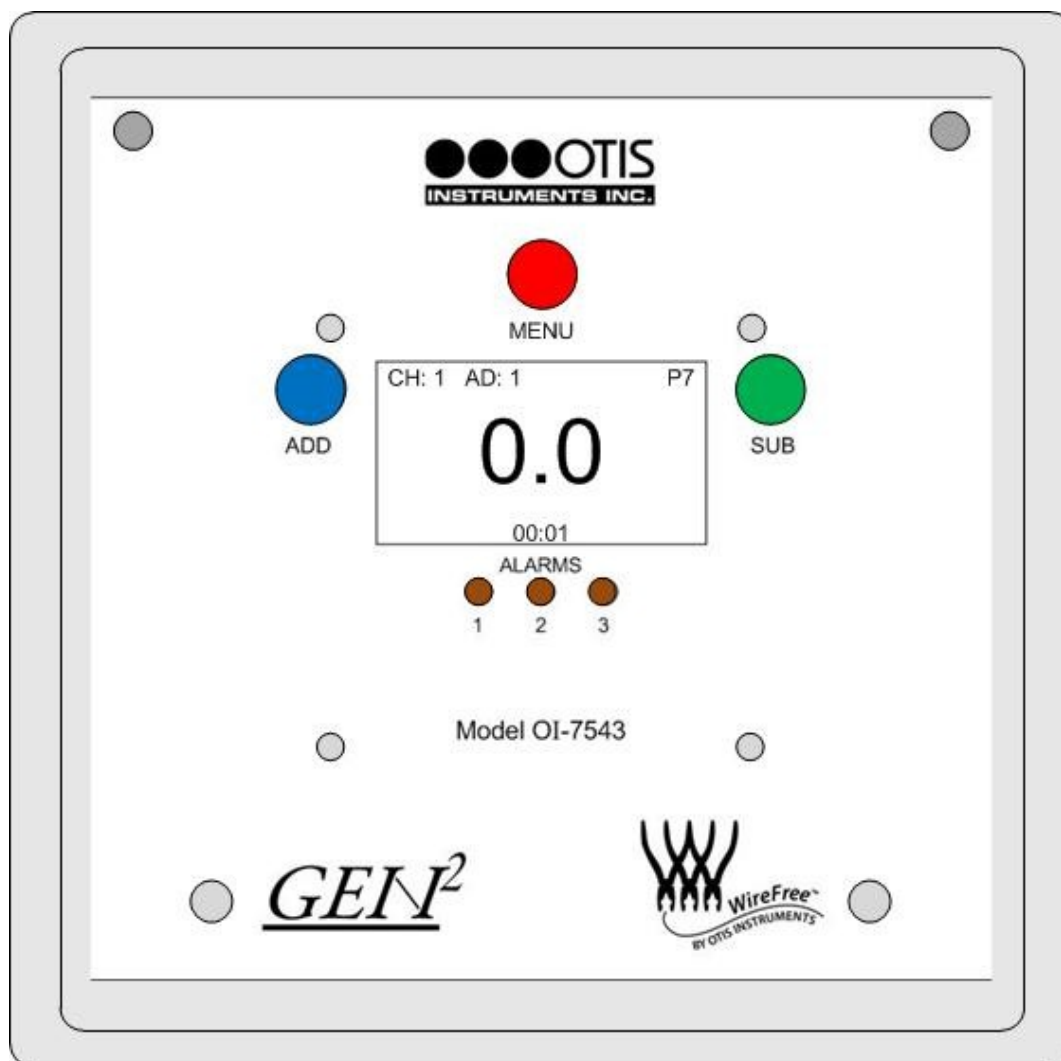 OTIS
INSTRUMENTS INC.
MENU
ADD
SUB
CH: 1 AD: 1 P7
0.0
00:01
ALARMS
1 2 3
Model OI-7543
GEN²
WireFree™
BY OTIS INSTRUMENTS